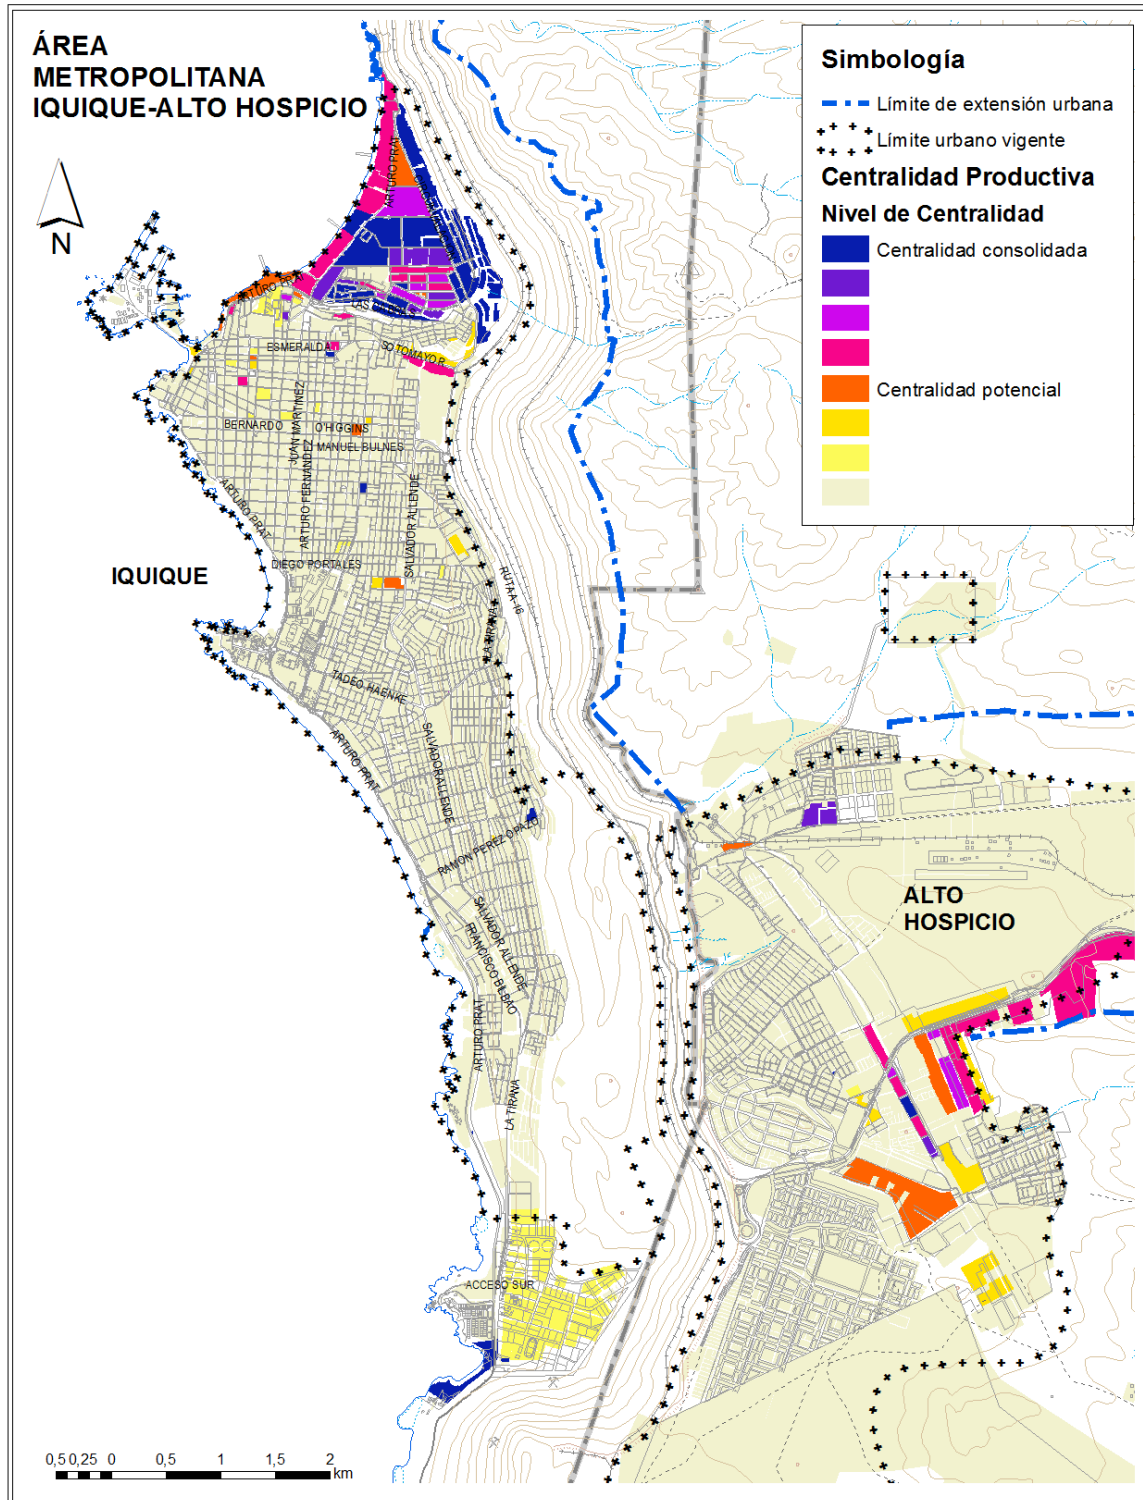 ÁREA
METROPOLITANA
IQUIQUE-ALTO HOSPICIO
N
Simbología
Límite de extensión urbana
Límite urbano vigente
Centralidad Productiva
Nivel de Centralidad
Centralidad consolidada
Centralidad potencial
ARTURO PRAT
ARTURO PRAT
ESMERALDA
SOTOMAYOR
BERNARDO O'HIGGINS
JUAN MARTINEZ
MANUEL BULNES
ARTURO FERNANDEZ
SALVADOR ALLENDE
ARTURO PRAT
DIEGO PORTALES
IQUIQUE
RUTA A-16
LA TIRANA
TADEO HAENKE
ARTURO PRAT
SALVADOR ALLENDE
RAMON PEREZ OPAZO
ALTO
HOSPICIO
SALVADOR ALLENDE
FRANCISCO BILBAO
ARTURO PRAT
LA TIRANA
ACCESO SUR
0,5 0,25 0 0,5 1 1,5 2
km